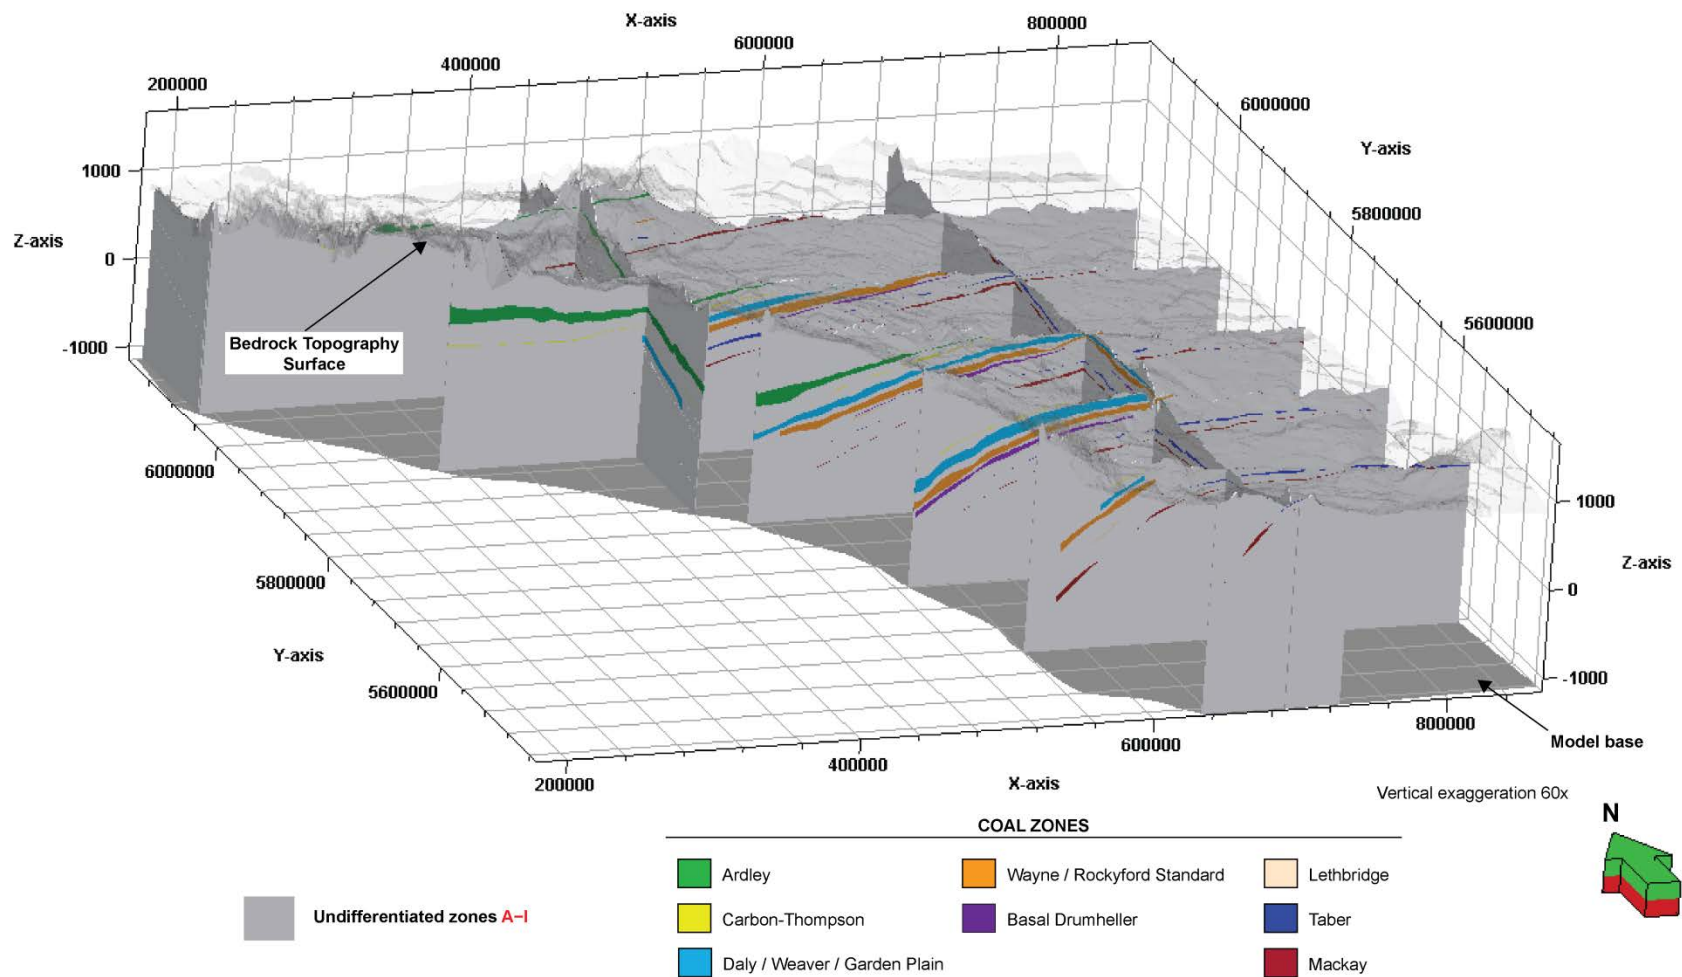 X-axis
200000
400000
600000
800000
6000000
Y-axis
5800000
5600000
1000
Z-axis
0
-1000
Bedrock Topography
Surface
6000000
5800000
Y-axis
5600000
1000
Z-axis
0
-1000
200000
400000
600000
800000
X-axis
Model base
Vertical exaggeration 60x
N
COAL ZONES
Undifferentiated zones A–I
Ardley
Carbon-Thompson
Daly / Weaver / Garden Plain
Wayne / Rockyford Standard
Basal Drumheller
Lethbridge
Taber
Mackay